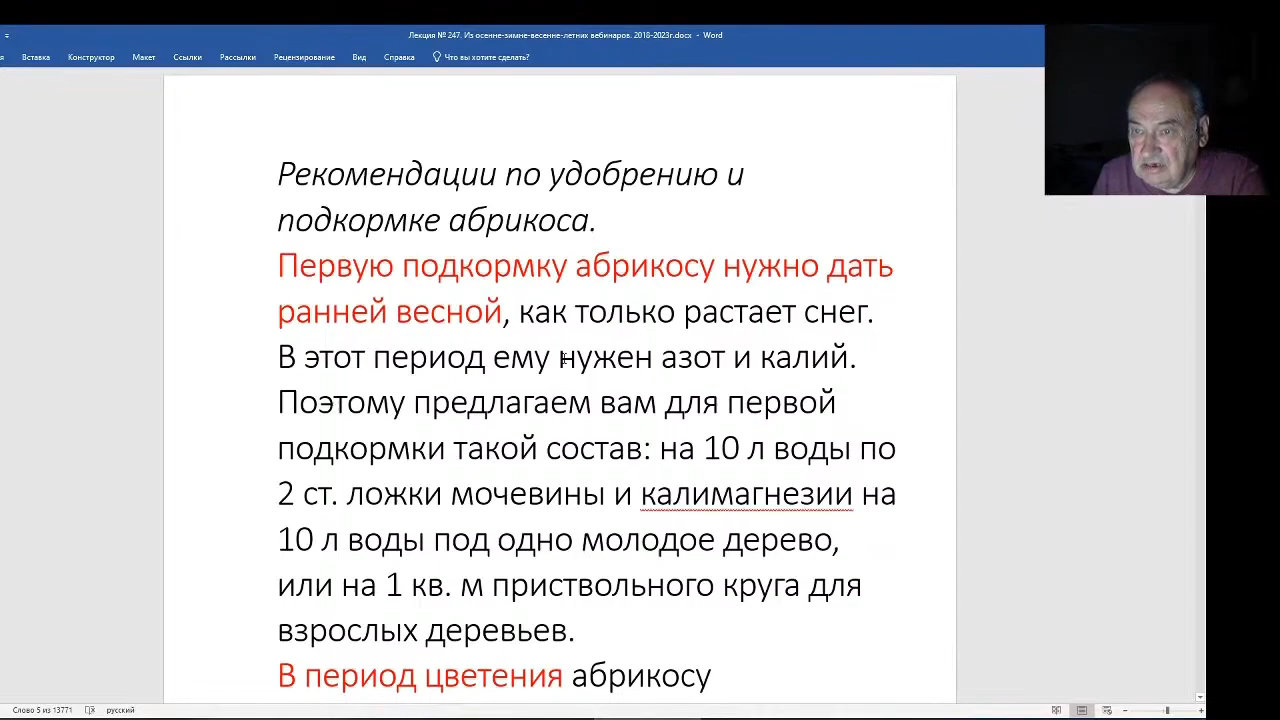 Лекция № 247. Из осенне-зимне-весенне-летних вебинаров. 2018-2023г.docx - Word
Вставка Конструктор Макет Ссылки Рассылки Рецензирование Вид Справка Что вы хотите сделать?
Рекомендации по удобрению и
подкормке абрикоса.
Первую подкормку абрикосу нужно дать
ранней весной, как только растает снег.
В этот период ему нужен азот и калий.
Поэтому предлагаем вам для первой
подкормки такой состав: на 10 л воды по
2 ст. ложки мочевины и калимагнезии на
10 л воды под одно молодое дерево,
или на 1 кв. м приствольного круга для
взрослых деревьев.
В период цветения абрикосу
Слово 5 из 13771 русский